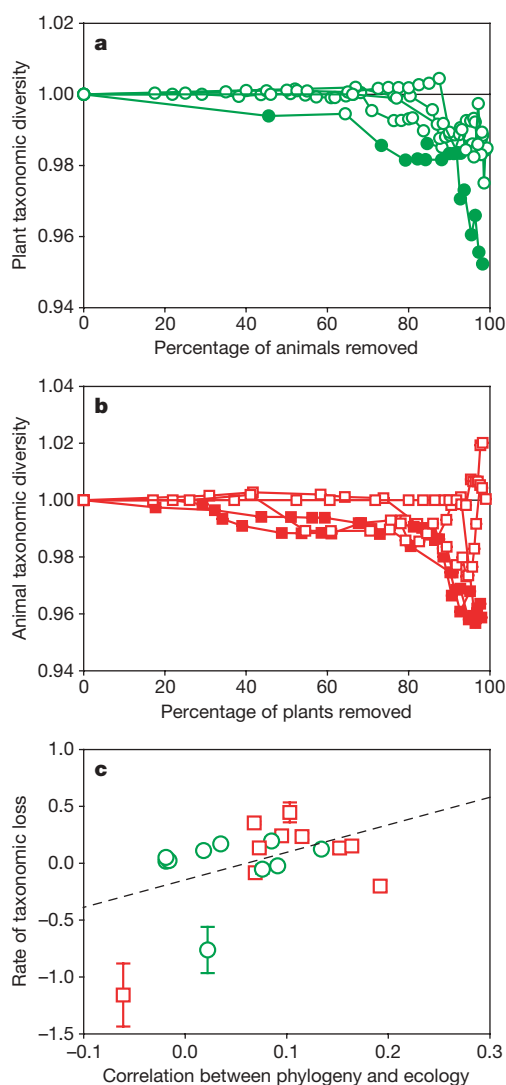 a
1.02
1.00
0.98
0.96
0.94
Plant taxonomic diversity
0 20 40 60 80 100
Percentage of animals removed
b
1.04
1.02
1.00
0.98
0.96
0.94
Animal taxonomic diversity
0 20 40 60 80 100
Percentage of plants removed
c
1.0
0.5
0.0
−0.5
−1.0
−1.5
Rate of taxonomic loss
−0.1 0.0 0.1 0.2 0.3
Correlation between phylogeny and ecology